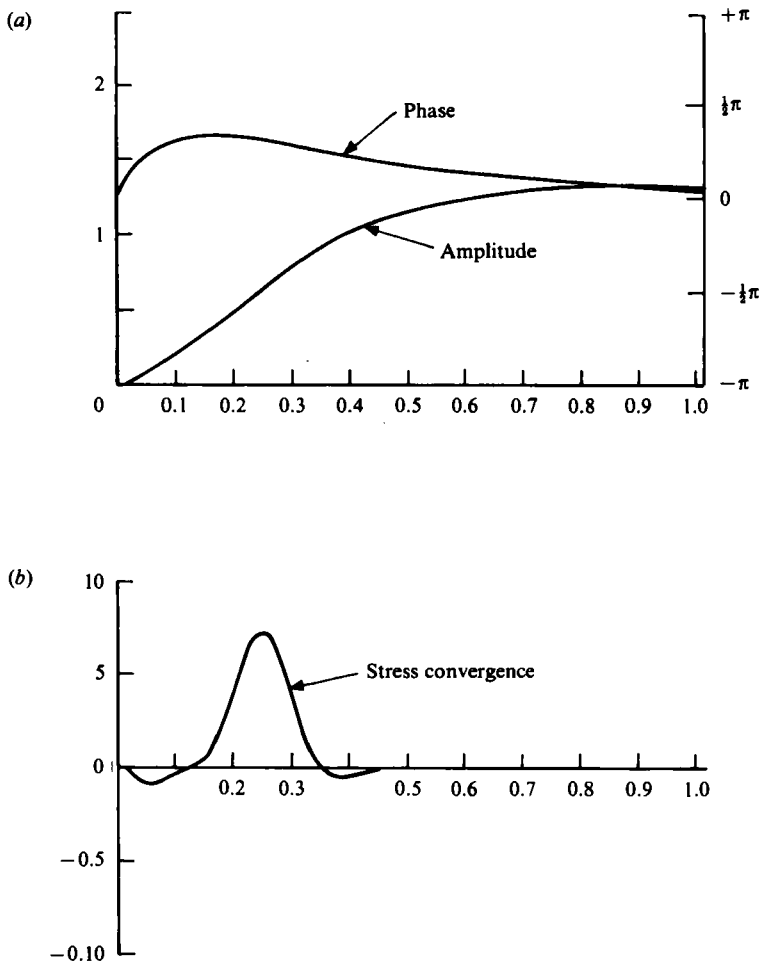 (a)
+π
2
½π
Phase
0
1
Amplitude
−½π
−π
0 0.1 0.2 0.3 0.4 0.5 0.6 0.7 0.8 0.9 1.0
(b)
10
5
Stress convergence
0
0.2 0.3 0.5 0.6 0.7 0.8 0.9 1.0
−0.5
−0.10